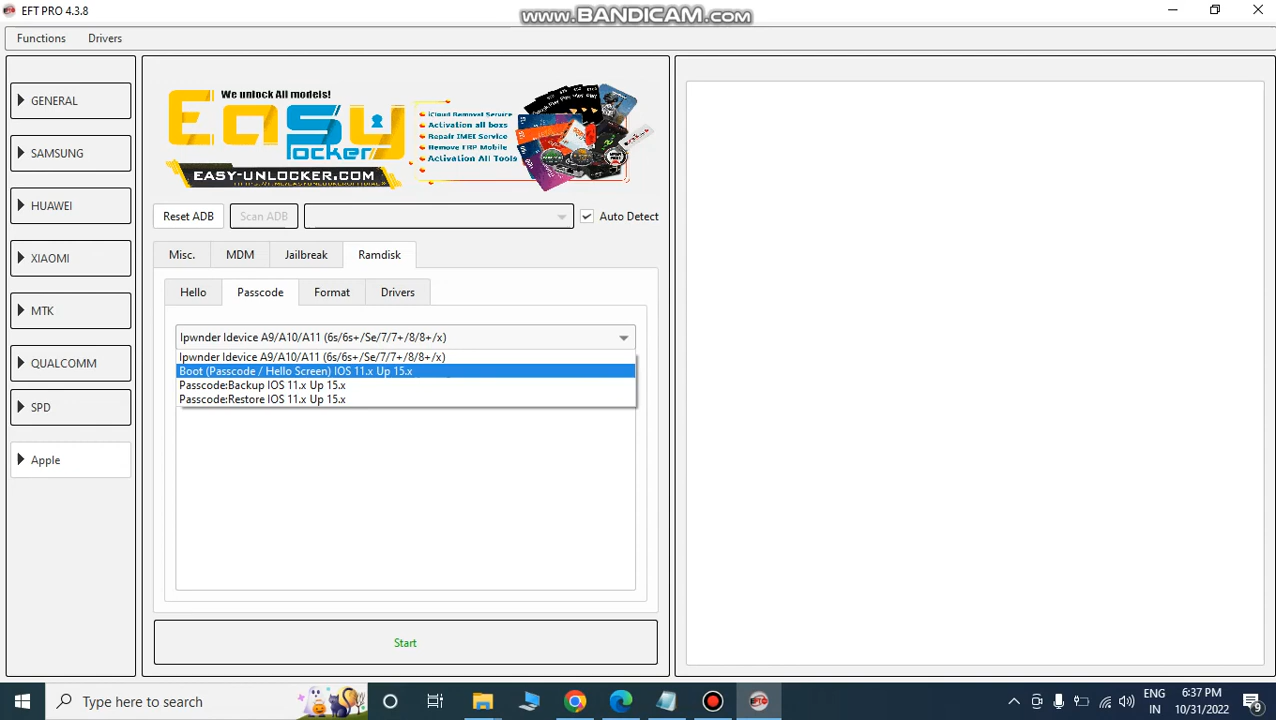 EFT PRO 4.3.8
www.BANDICAM.com
Functions
Drivers
GENERAL
SAMSUNG
HUAWEI
XIAOMI
MTK
QUALCOMM
SPD
Apple
We unlock All models!
Easy
locker
EASY-UNLOCKER.COM
iCloud Removal Service
Activation all boxs
Repair IMEI Service
Remove FRP Mobile
Activation All Tools
Reset ADB
Scan ADB
Auto Detect
Misc.
MDM
Jailbreak
Ramdisk
Hello
Passcode
Format
Drivers
Ipwnder Idevice A9/A10/A11 (6s/6s+/Se/7/7+/8/8+/x)
Ipwnder Idevice A9/A10/A11 (6s/6s+/Se/7/7+/8/8+/x)
Boot (Passcode / Hello Screen) IOS 11.x Up 15.x
Passcode:Backup IOS 11.x Up 15.x
Passcode:Restore IOS 11.x Up 15.x
Start
Type here to search
ENG
IN
6:37 PM
10/31/2022
9